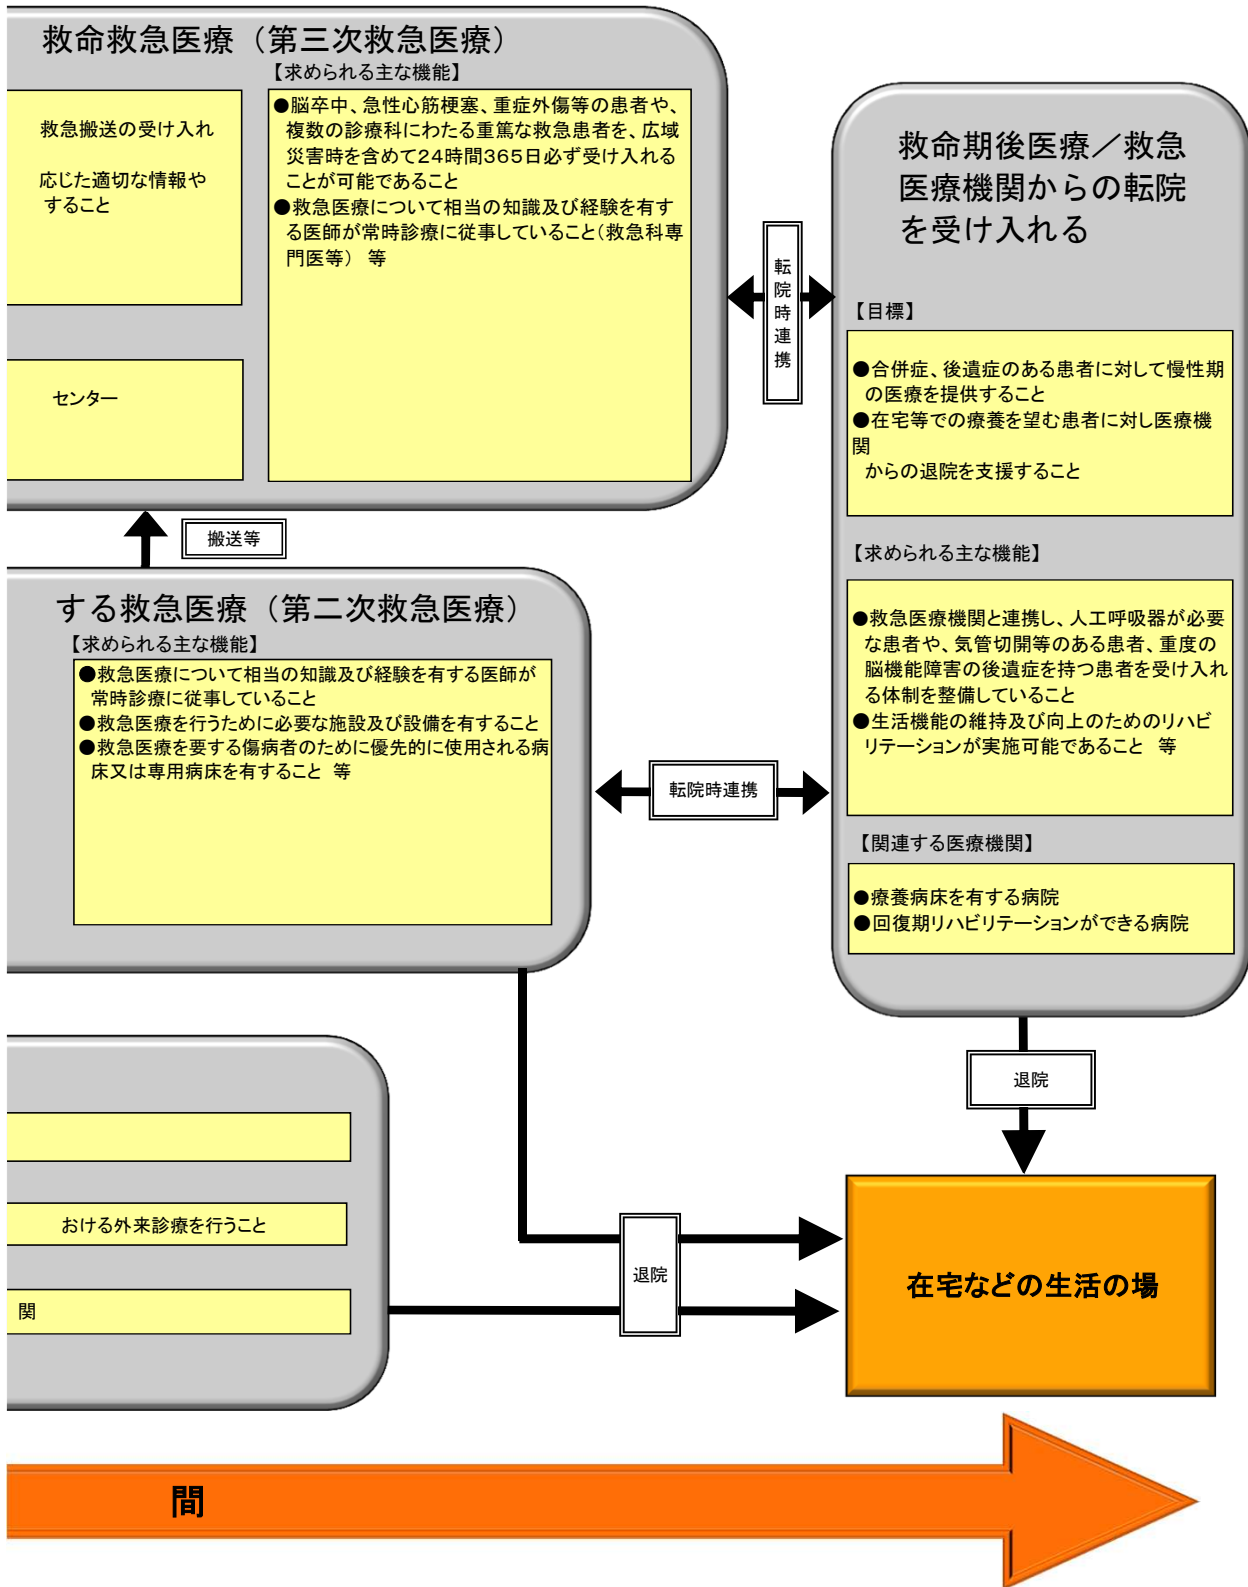 救命救急医療（第三次救急医療）
救急搬送の受け入れ
応じた適切な情報や
すること
センター
【求められる主な機能】
●脳卒中、急性心筋梗塞、重症外傷等の患者や、
複数の診療科にわたる重篤な救急患者を、広域
災害時を含めて24時間365日必ず受け入れる
ことが可能であること
●救急医療について相当の知識及び経験を有す
る医師が常時診療に従事していること(救急科専
門医等)　等
転院時連携
救命期後医療／救急
医療機関からの転院
を受け入れる
【目標】
●合併症、後遺症のある患者に対して慢性期
の医療を提供すること
●在宅等での療養を望む患者に対し医療機
関
からの退院を支援すること
【求められる主な機能】
●救急医療機関と連携し、人工呼吸器が必要
な患者や、気管切開等のある患者、重度の
脳機能障害の後遺症を持つ患者を受け入れ
る体制を整備していること
●生活機能の維持及び向上のためのリハビ
リテーションが実施可能であること　等
【関連する医療機関】
●療養病床を有する病院
●回復期リハビリテーションができる病院
搬送等
する救急医療（第二次救急医療）
【求められる主な機能】
●救急医療について相当の知識及び経験を有する医師が
常時診療に従事していること
●救急医療を行うために必要な施設及び設備を有すること
●救急医療を要する傷病者のために優先的に使用される病
床又は専用病床を有すること　等
転院時連携
退院
おける外来診療を行うこと
関
退院
在宅などの生活の場
間